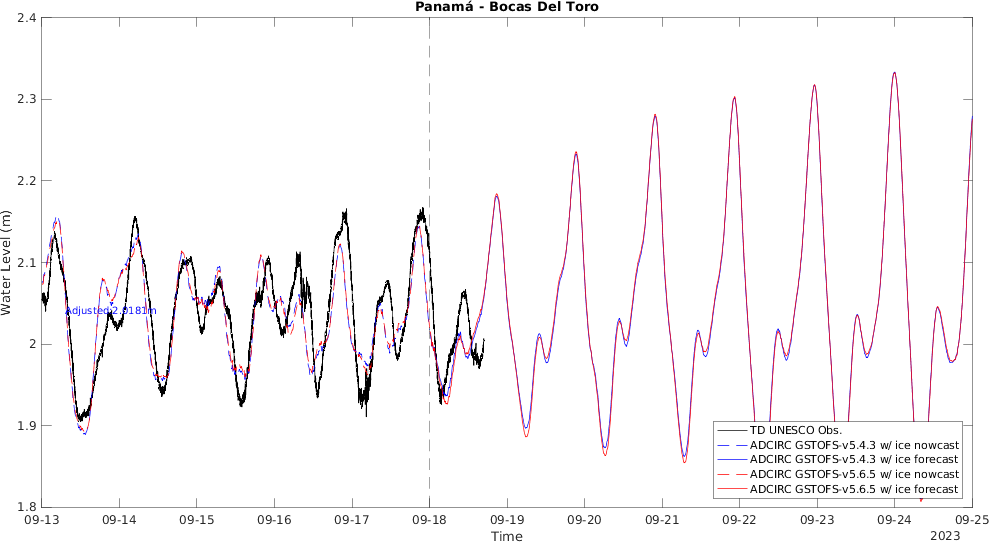 Panamá - Bocas Del Toro
2.4
2.3
2.2
2.1
2
1.9
1.8
Water Level (m)
Adjusted 2.0181m
TD UNESCO Obs.
ADCIRC GSTOFS-v5.4.3 w/ ice nowcast
ADCIRC GSTOFS-v5.4.3 w/ ice forecast
ADCIRC GSTOFS-v5.6.5 w/ ice nowcast
ADCIRC GSTOFS-v5.6.5 w/ ice forecast
09-13 09-14 09-15 09-16 09-17 09-18 09-19 09-20 09-21 09-22 09-23 09-24 09-25
Time
2023